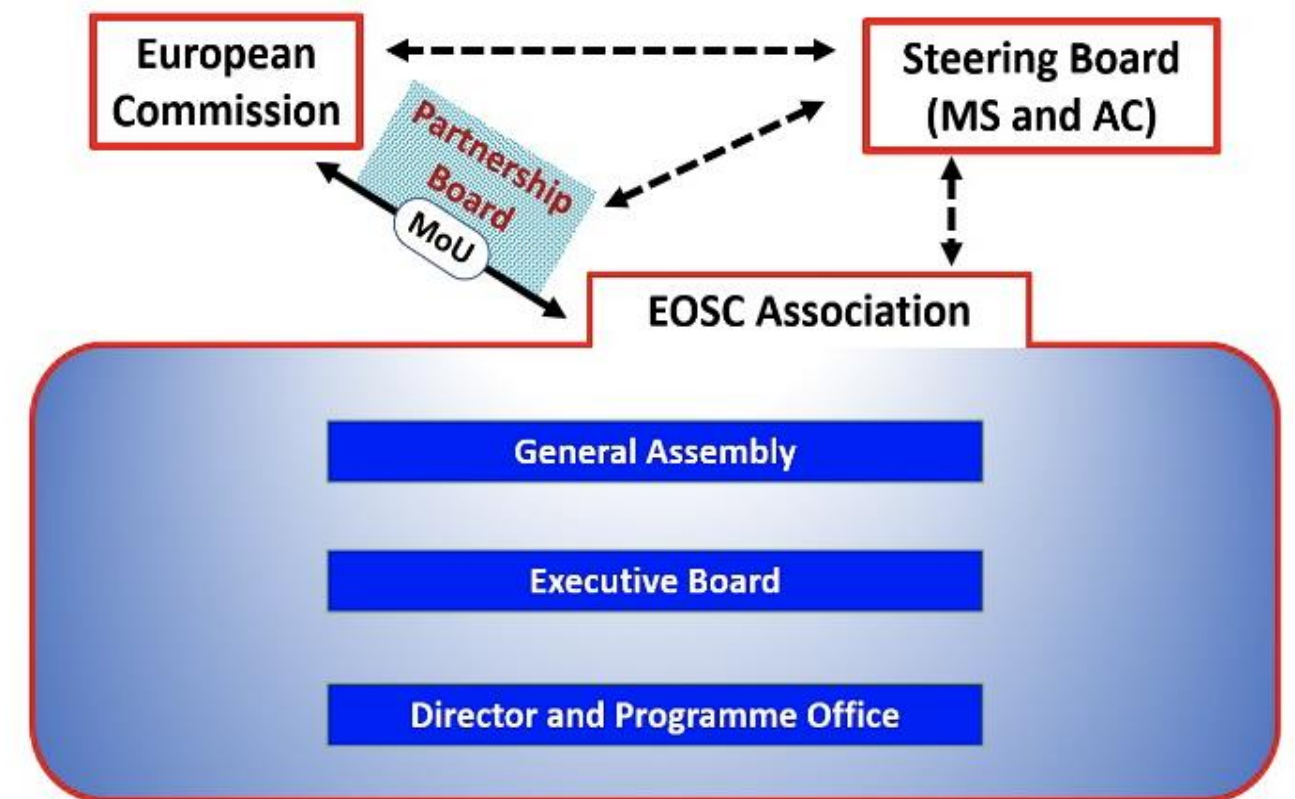 European
Commission
Steering Board
(MS and AC)
Partnership
Board
MoU
EOSC Association
General Assembly
Executive Board
Director and Programme Office